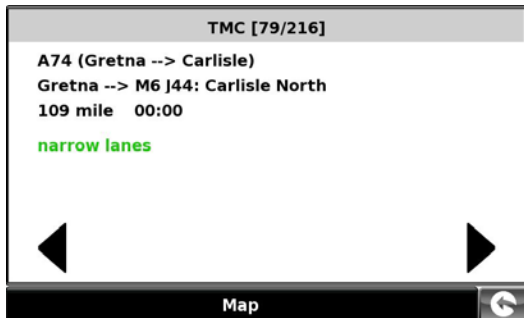 TMC [79/216]
A74 (Gretna --> Carlisle)
Gretna --> M6 J44: Carlisle North
109 mile 00:00
narrow lanes
Map